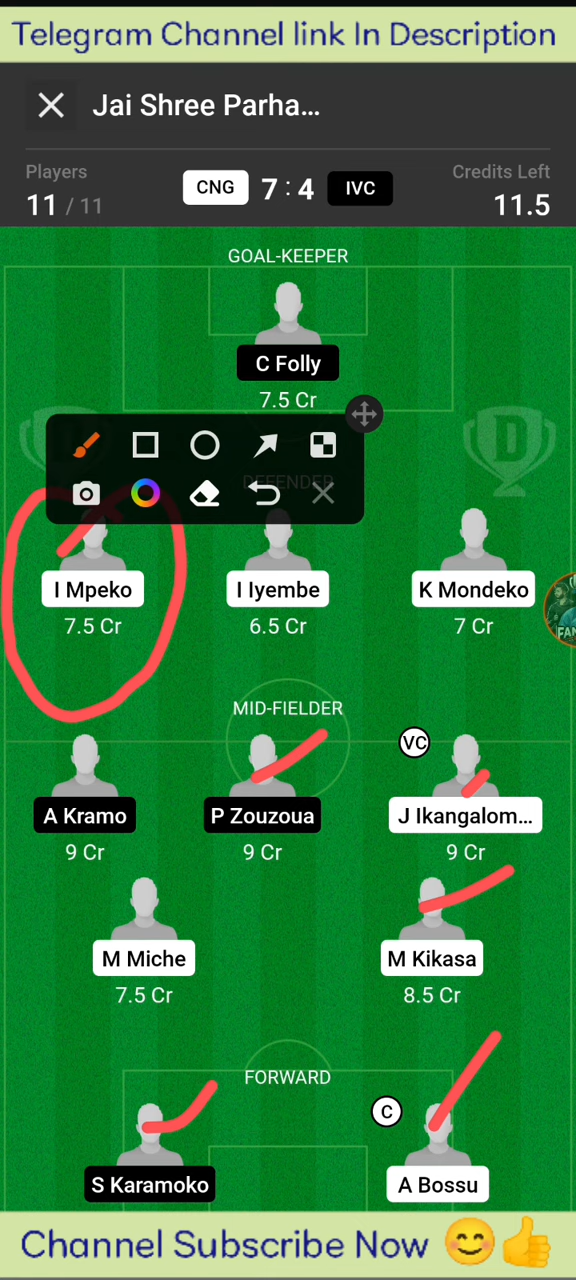 Telegram Channel link In Description
Jai Shree Parha...
Players
Credits Left
11 / 11
CNG 7 : 4 IVC
11.5
GOAL-KEEPER
C Folly
7.5 Cr
DEFENDER
I Mpeko
I Iyembe
K Mondeko
7.5 Cr
6.5 Cr
7 Cr
MID-FIELDER
VC
A Kramo
P Zouzoua
J Ikangalom...
9 Cr
9 Cr
9 Cr
M Miche
M Kikasa
7.5 Cr
8.5 Cr
FORWARD
C
S Karamoko
A Bossu
Channel Subscribe Now